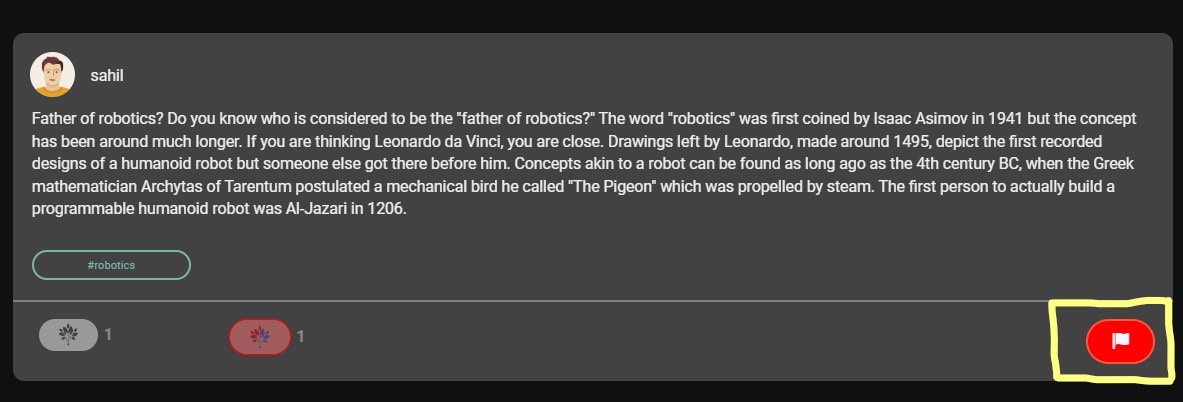 sahil
Father of robotics? Do you know who is considered to be the "father of robotics?" The word "robotics" was first coined by Isaac Asimov in 1941 but the concept
has been around much longer. If you are thinking Leonardo da Vinci, you are close. Drawings left by Leonardo, made around 1495, depict the first recorded
designs of a humanoid robot but someone else got there before him. Concepts akin to a robot can be found as long ago as the 4th century BC, when the Greek
mathematician Archytas of Tarentum postulated a mechanical bird he called "The Pigeon" which was propelled by steam. The first person to actually build a
programmable humanoid robot was Al-Jazari in 1206.
#robotics
1 1